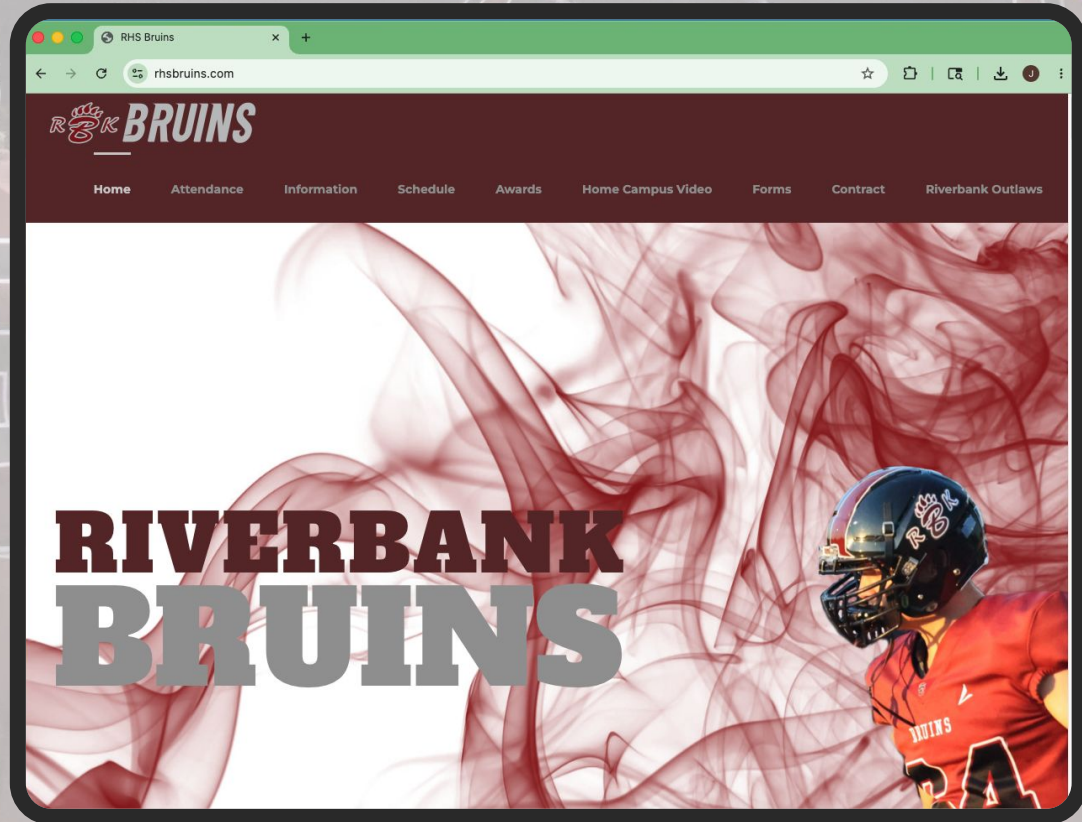 RHS Bruins
rhsbruins.com
J
RBK BRUINS
Home Attendance Information Schedule Awards Home Campus Video Forms Contract Riverbank Outlaws
RIVERBANK
BRUINS
RBK
BRUINS